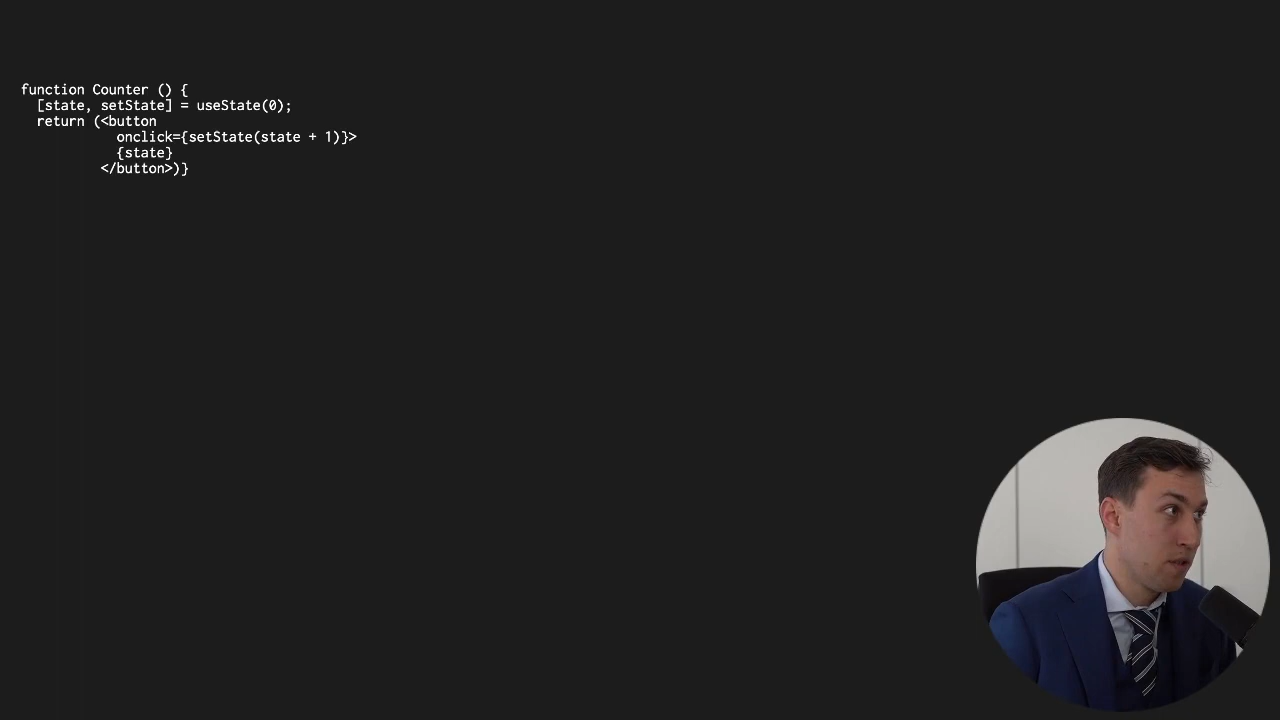 function Counter () {
[state, setState] = useState(0);
return (<button
onclick={setState(state + 1)}>
{state}
</button>)}